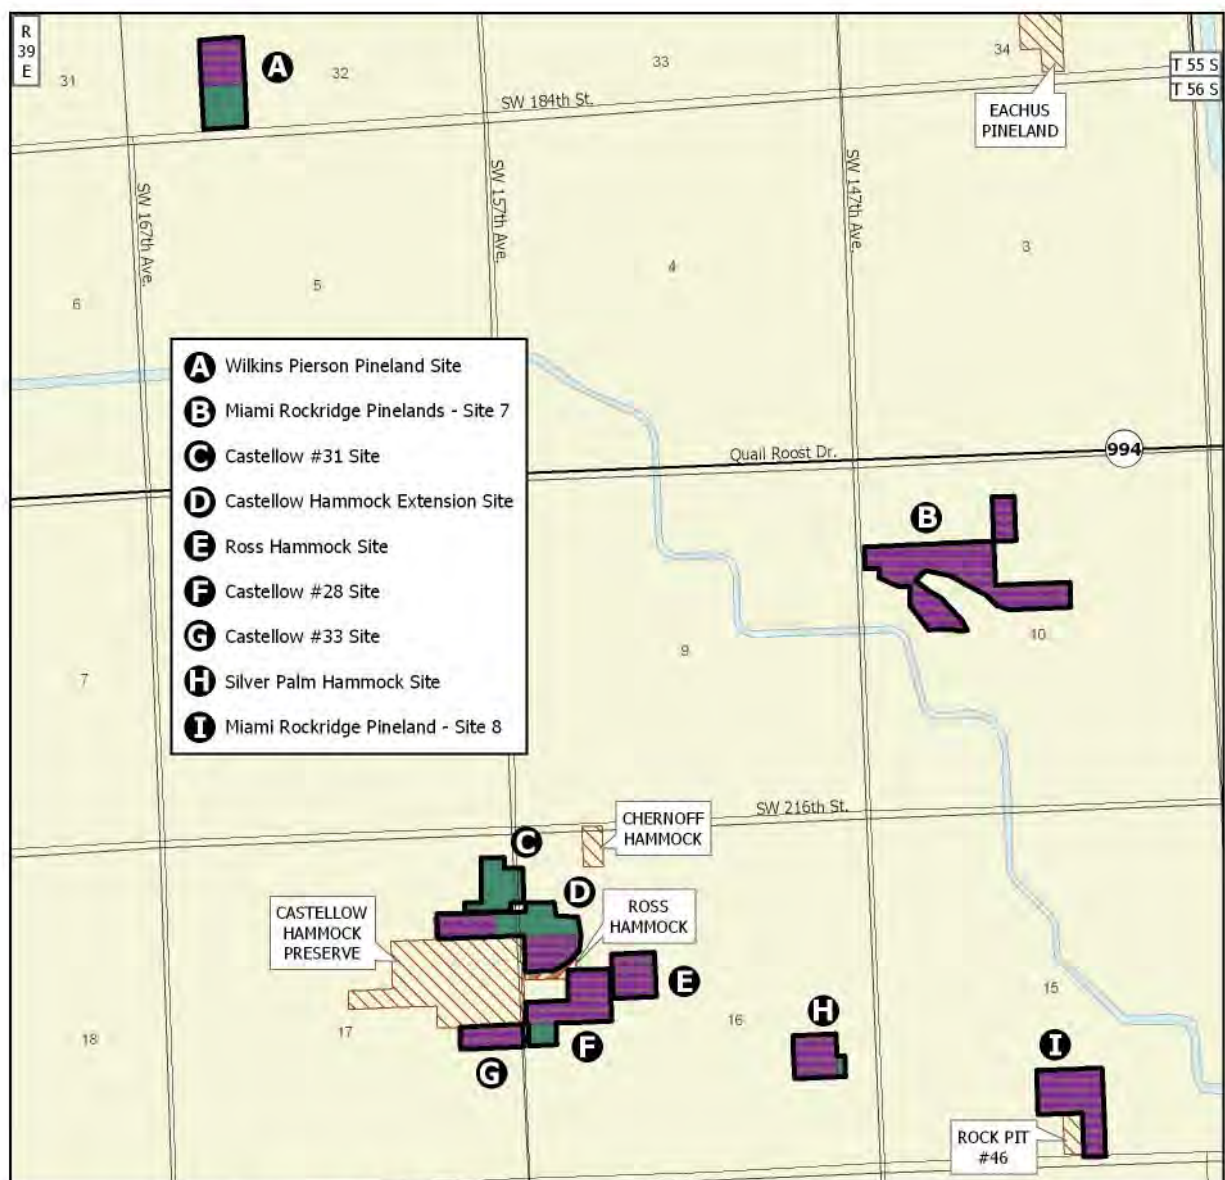 R
39
E
31
A
32
33
34
T 55 S
T 56 S
SW 184th St.
EACHUS
PINELAND
SW 167th Ave.
SW 157th Ave.
SW 147th Ave.
6
5
4
3
A Wilkins Pierson Pineland Site
B Miami Rockridge Pinelands - Site 7
C Castellow #31 Site
D Castellow Hammock Extension Site
E Ross Hammock Site
F Castellow #28 Site
G Castellow #33 Site
H Silver Palm Hammock Site
I Miami Rockridge Pineland - Site 8
Quail Roost Dr.
994
B
7
9
10
SW 216th St.
CHERNOFF
HAMMOCK
C
D
CASTELLOW
HAMMOCK
PRESERVE
ROSS
HAMMOCK
E
18
17
16
15
F
G
H
I
ROCK PIT
#46